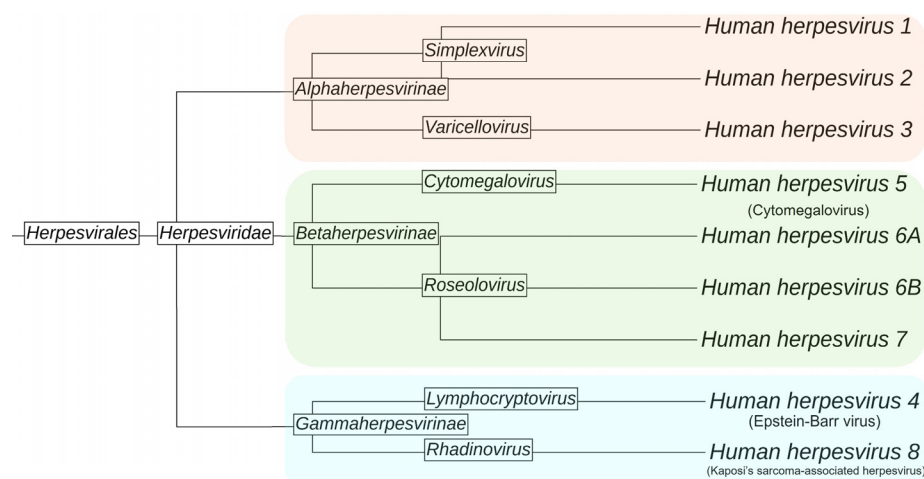 Human herpesvirus 1
Simplexvirus
Human herpesvirus 2
Alphaherpesvirinae
Varicellovirus
Human herpesvirus 3
Cytomegalovirus
Human herpesvirus 5
(Cytomegalovirus)
Herpesvirales
Herpesviridae
Betaherpesvirinae
Human herpesvirus 6A
Roseolovirus
Human herpesvirus 6B
Human herpesvirus 7
Lymphocryptovirus
Human herpesvirus 4
(Epstein-Barr virus)
Gammaherpesvirinae
Rhadinovirus
Human herpesvirus 8
(Kaposi's sarcoma-associated herpesvirus)